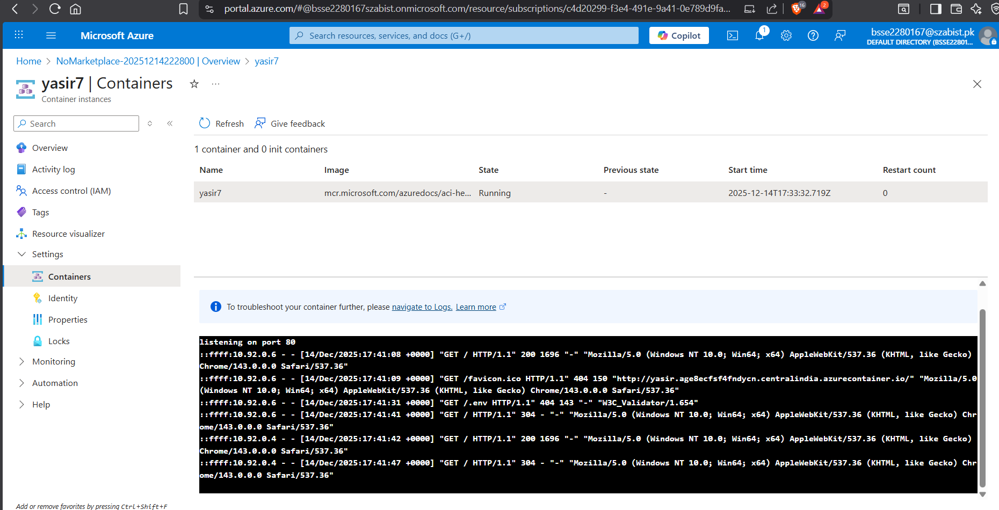 portal.azure.com/#@bsse2280167szabist.onmicrosoft.com/resource/subscriptions/c4d20299-f3e4-491e-9a41-0e789d9fa...
16
2
Microsoft Azure
Search resources, services, and docs (G+/)
Copilot
1
bsse2280167@szabist.pk
DEFAULT DIRECTORY (BSSE22801...
Home > NoMarketplace-20251214222800 | Overview > yasir7
yasir7 | Containers
Container instances
Search
Refresh
Give feedback
Overview
Activity log
Access control (IAM)
Tags
Resource visualizer
Settings
Containers
Identity
Properties
Locks
Monitoring
Automation
Help
Add or remove favorites by pressing Ctrl+Shift+F
1 container and 0 init containers
Name Image State Previous state Start time Restart count
yasir7 mcr.microsoft.com/azuredocs/aci-he... Running - 2025-12-14T17:33:32.719Z 0
To troubleshoot your container further, please navigate to Logs. Learn more
listening on port 80
::ffff:10.92.0.6 - - [14/Dec/2025:17:41:08 +0000] "GET / HTTP/1.1" 200 1696 "-" "Mozilla/5.0 (Windows NT 10.0; Win64; x64) AppleWebKit/537.36 (KHTML, like Gecko)
Chrome/143.0.0.0 Safari/537.36"
::ffff:10.92.0.6 - - [14/Dec/2025:17:41:09 +0000] "GET /favicon.ico HTTP/1.1" 404 150 "http://yasir.age8ecfsf4fndycn.centralindia.azurecontainer.io/" "Mozilla/5.0
(Windows NT 10.0; Win64; x64) AppleWebKit/537.36 (KHTML, like Gecko) Chrome/143.0.0.0 Safari/537.36"
::ffff:10.92.0.6 - - [14/Dec/2025:17:41:31 +0000] "GET /.env HTTP/1.1" 404 143 "-" "W3C_Validator/1.654"
::ffff:10.92.0.6 - - [14/Dec/2025:17:41:41 +0000] "GET / HTTP/1.1" 304 - "-" "Mozilla/5.0 (Windows NT 10.0; Win64; x64) AppleWebKit/537.36 (KHTML, like Gecko) Chr
ome/143.0.0.0 Safari/537.36"
::ffff:10.92.0.4 - - [14/Dec/2025:17:41:42 +0000] "GET / HTTP/1.1" 200 1696 "-" "Mozilla/5.0 (Windows NT 10.0; Win64; x64) AppleWebKit/537.36 (KHTML, like Gecko)
Chrome/143.0.0.0 Safari/537.36"
::ffff:10.92.0.4 - - [14/Dec/2025:17:41:47 +0000] "GET / HTTP/1.1" 304 - "-" "Mozilla/5.0 (Windows NT 10.0; Win64; x64) AppleWebKit/537.36 (KHTML, like Gecko) Chr
ome/143.0.0.0 Safari/537.36"